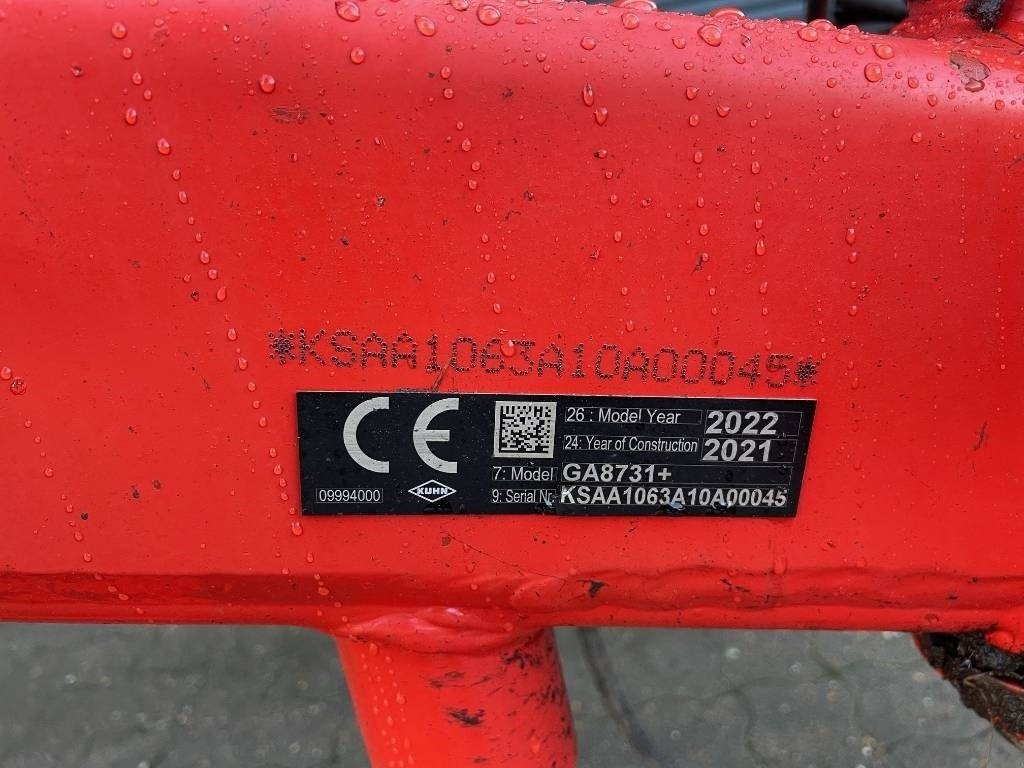 *KSAA1063A10A00045*
CE
26 : Model Year 2022
24: Year of Construction 2021
7: Model GA8731+
09994000 KUHN 9: Serial Nr. KSAA1063A10A00045